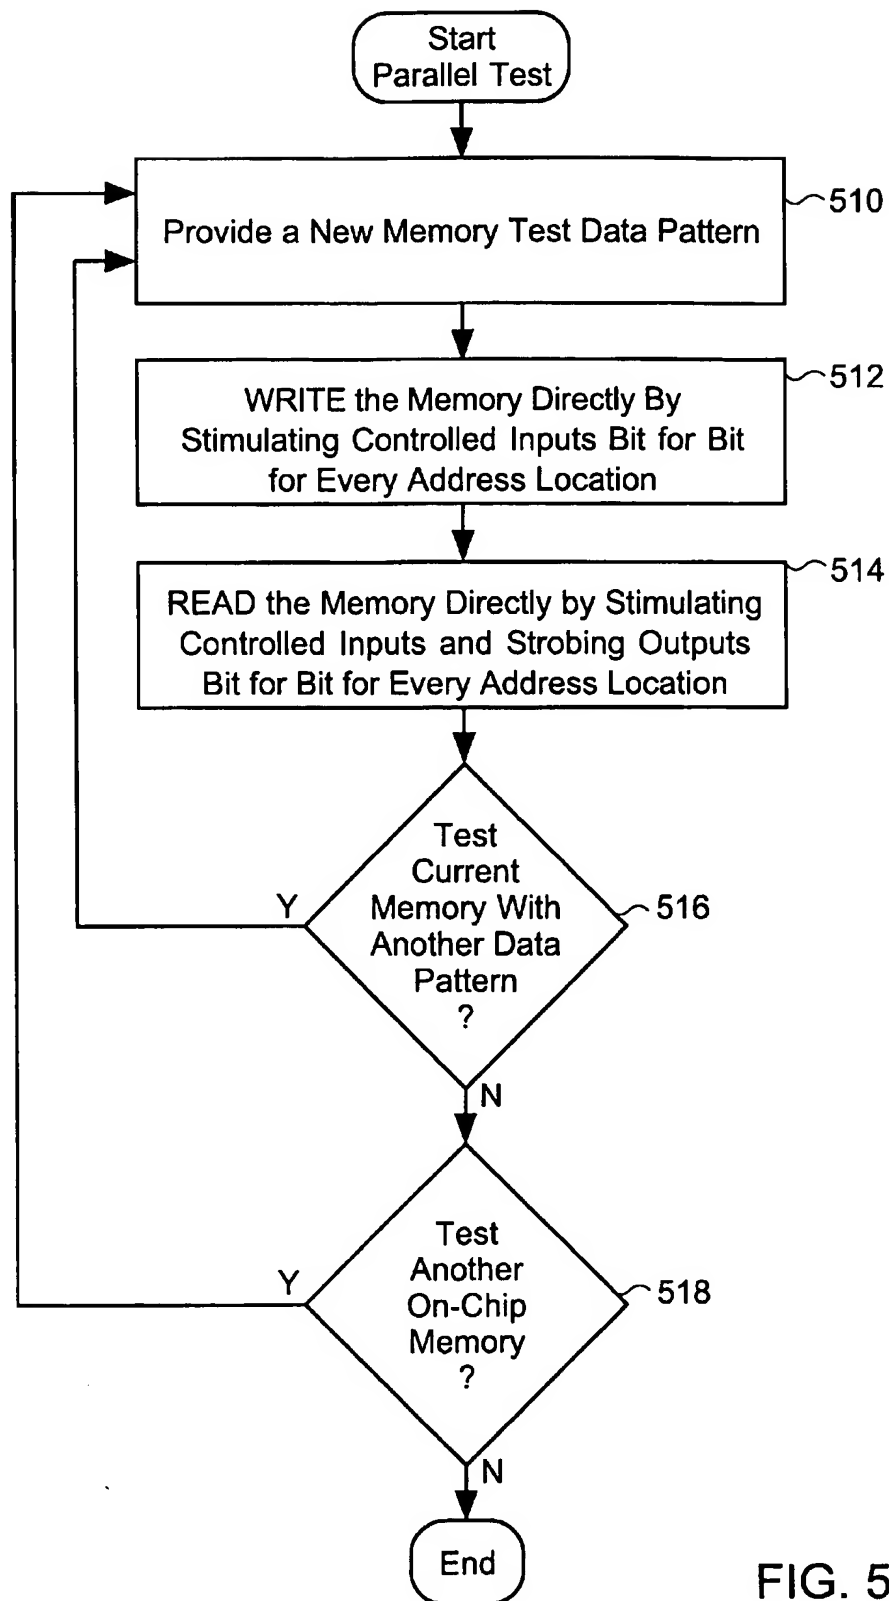 Start
Parallel Test
510
Provide a New Memory Test Data Pattern
512
WRITE the Memory Directly By
Stimulating Controlled Inputs Bit for Bit
for Every Address Location
514
READ the Memory Directly by Stimulating
Controlled Inputs and Strobing Outputs
Bit for Bit for Every Address Location
Test
Current
Memory With
Another Data
Pattern
?
Y
516
N
Test
Another
On-Chip
Memory
?
Y
518
N
End
FIG. 5